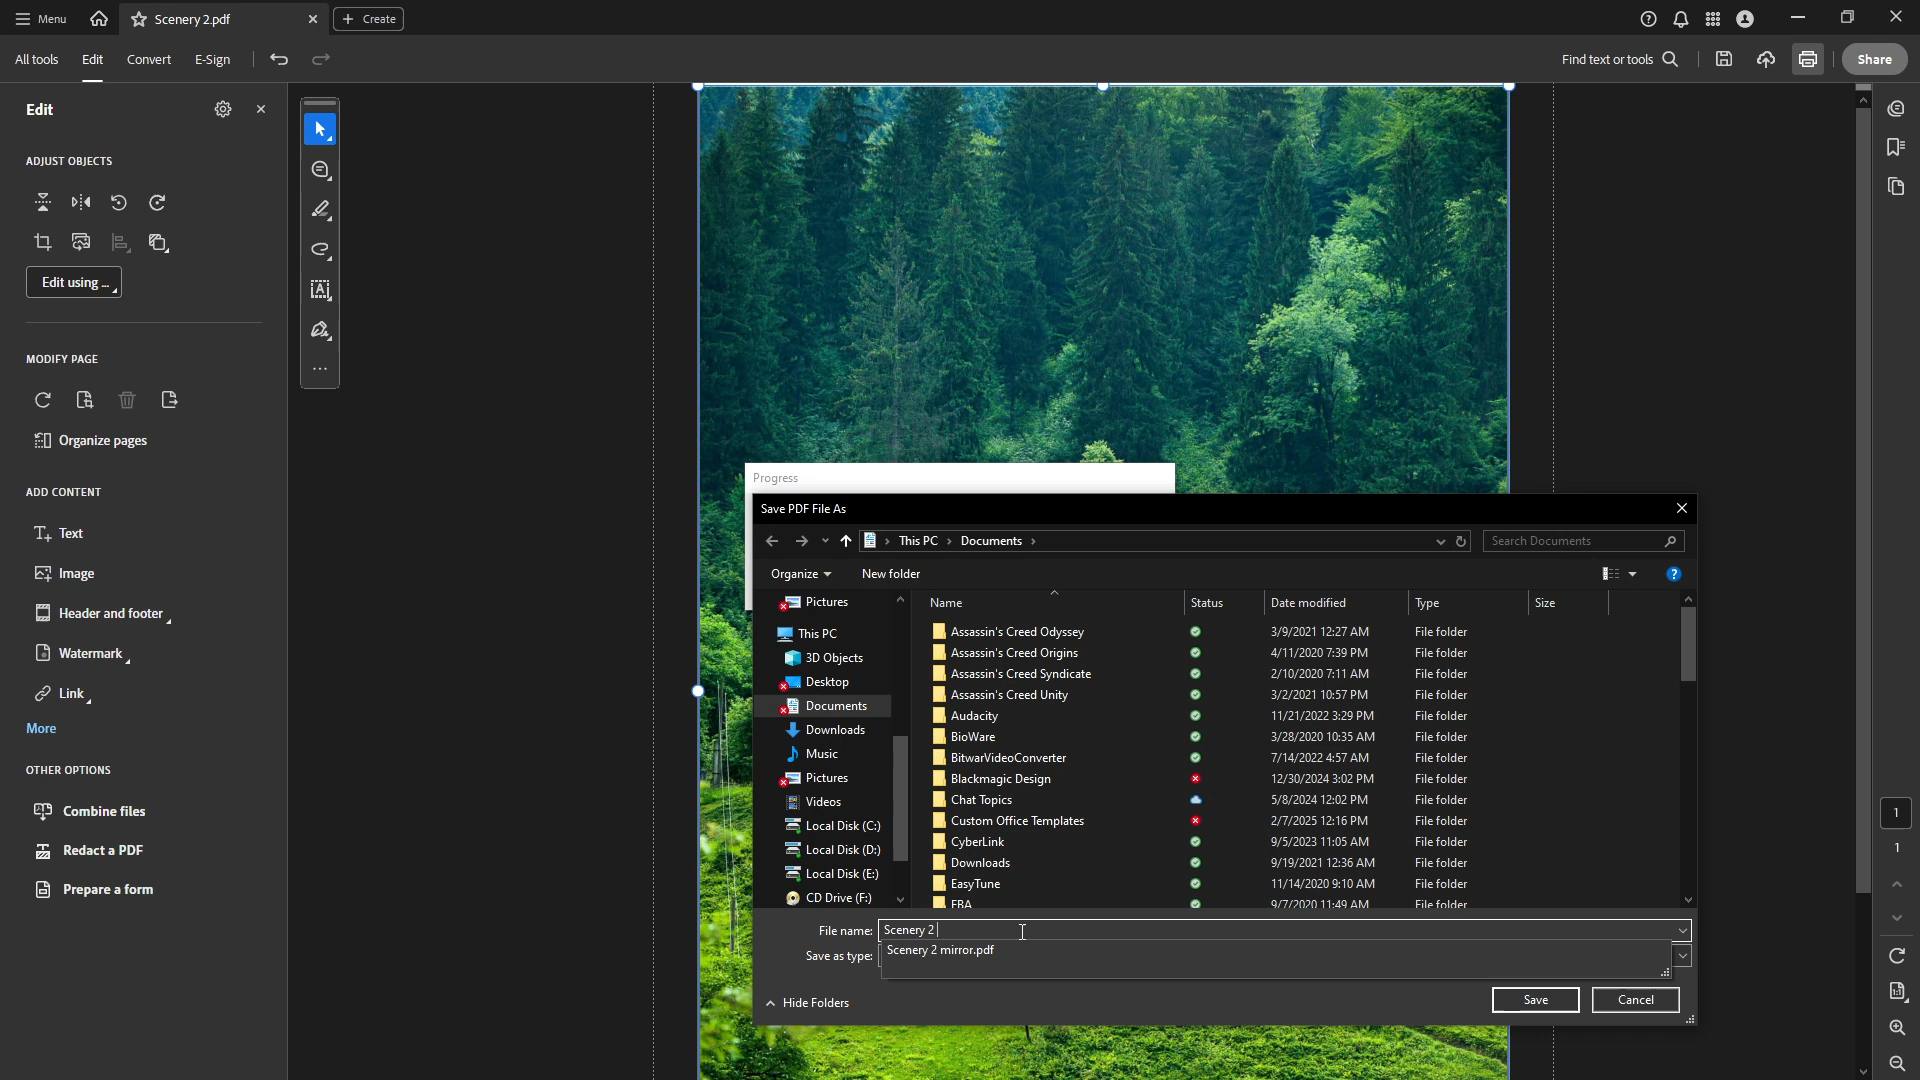 Menu
Scenery 2.pdf
Create
All tools
Edit
Convert
E-Sign
Find text or tools
Share
Edit
ADJUST OBJECTS
Edit using ...
MODIFY PAGE
Organize pages
ADD CONTENT
Text
Image
Header and footer
Watermark
Link
More
OTHER OPTIONS
Combine files
Redact a PDF
Prepare a form
Progress
Save PDF File As
This PC > Documents >
Search Documents
Organize
New folder
Pictures
This PC
3D Objects
Desktop
Documents
Downloads
Music
Pictures
Videos
Local Disk (C:)
Local Disk (D:)
Local Disk (E:)
CD Drive (F:)
Name Status Date modified Type Size
Assassin's Creed Odyssey 3/9/2021 12:27 AM File folder
Assassin's Creed Origins 4/11/2020 7:39 PM File folder
Assassin's Creed Syndicate 2/10/2020 7:11 AM File folder
Assassin's Creed Unity 3/2/2021 10:57 PM File folder
Audacity 11/21/2022 3:29 PM File folder
BioWare 3/28/2020 10:35 AM File folder
BitwarVideoConverter 7/14/2022 4:57 AM File folder
Blackmagic Design 12/30/2024 3:02 PM File folder
Chat Topics 5/8/2024 12:02 PM File folder
Custom Office Templates 2/7/2025 12:16 PM File folder
CyberLink 9/5/2023 11:05 AM File folder
Downloads 9/19/2021 12:36 AM File folder
EasyTune 11/14/2020 9:10 AM File folder
FBA 9/7/2020 11:49 AM File folder
File name: Scenery 2
Scenery 2 mirror.pdf
Save as type:
Hide Folders
Save
Cancel
1
1